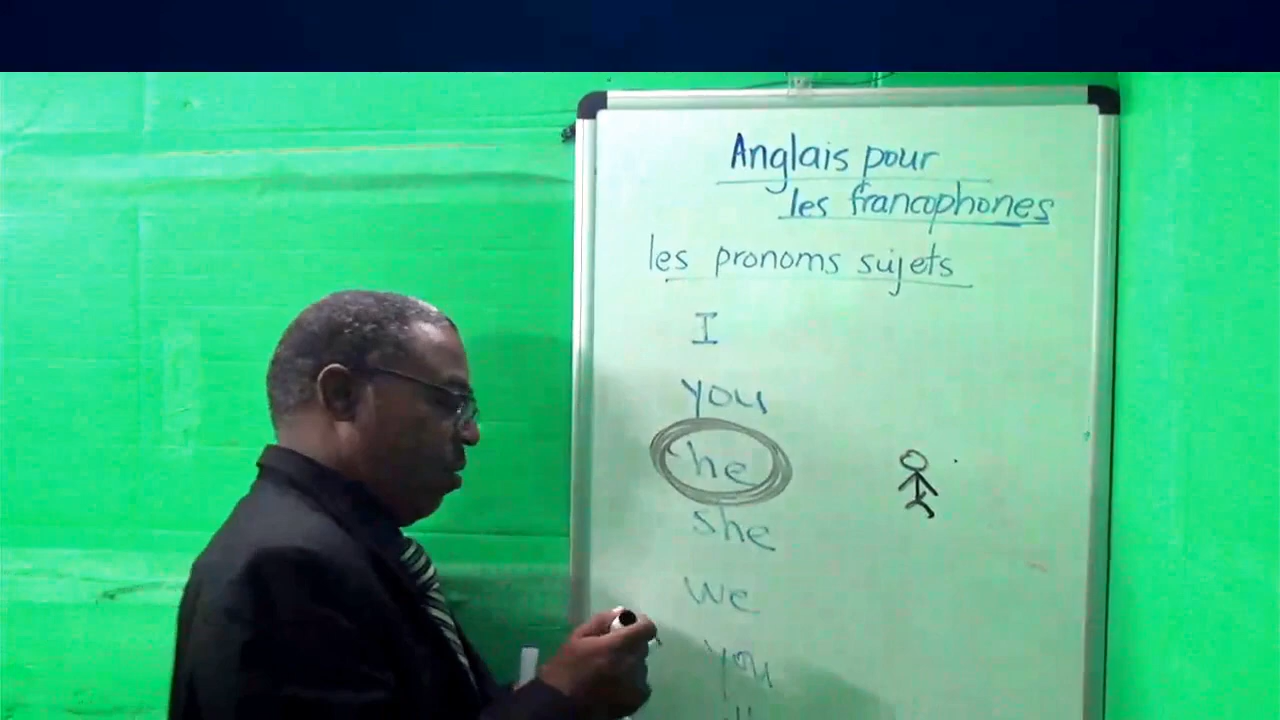 Anglais pour
les francophones
les pronoms sujets
I
you
he
she
we
you